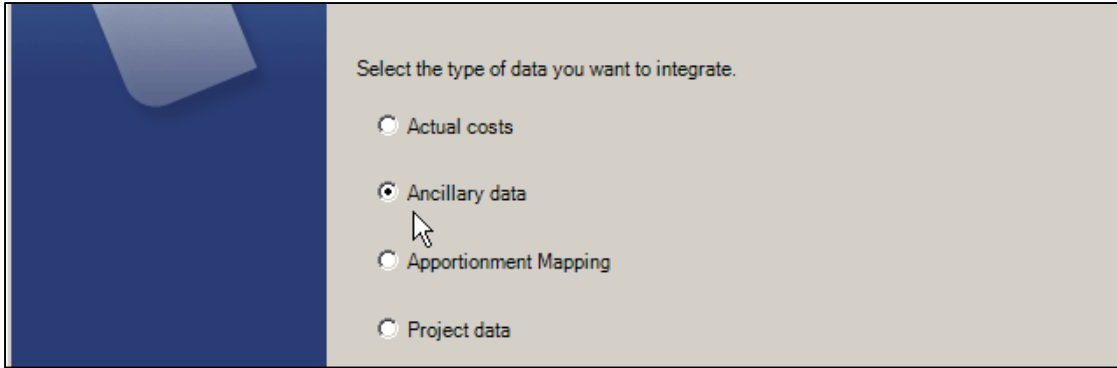 Select the type of data you want to integrate.
Actual costs
Ancillary data
Apportionment Mapping
Project data